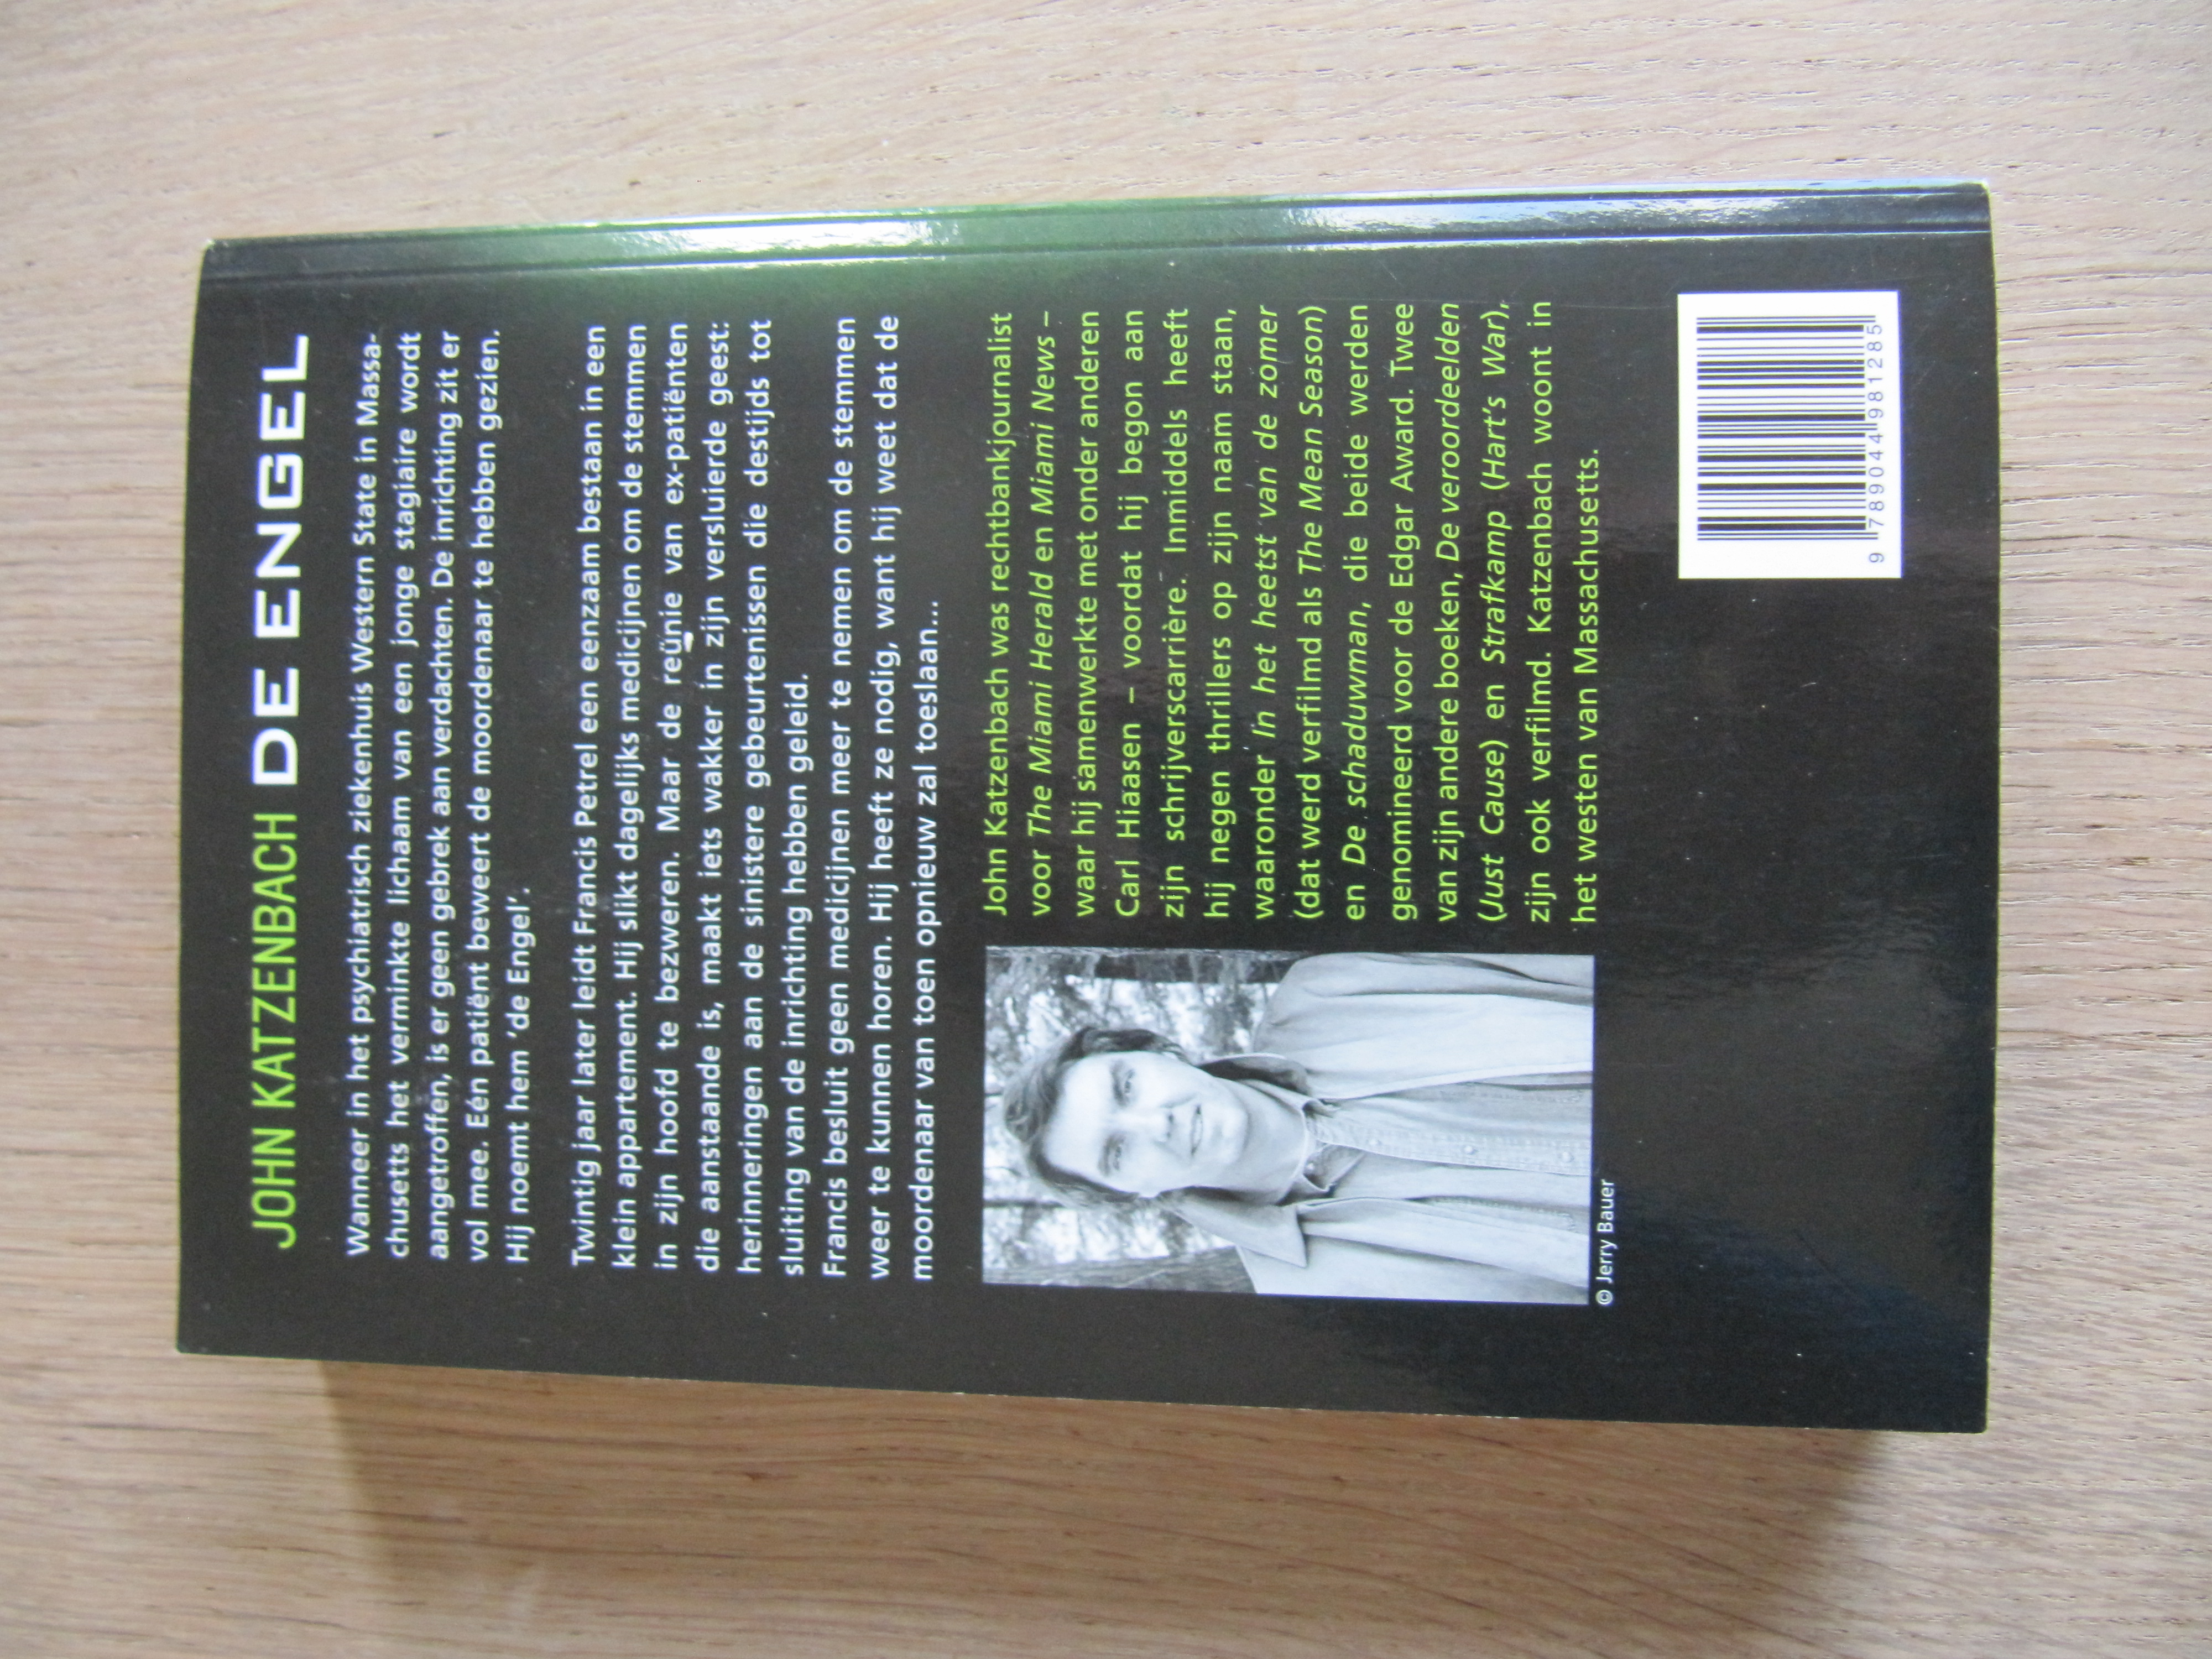 JOHN KATZENBACH DE ENGEL
Wanneer in het psychiatrisch ziekenhuis Western State in Massa-
chusetts het verminkte lichaam van een jonge stagiaire wordt
aangetroffen, is er geen gebrek aan verdachten. De inrichting zit er
vol mee. Eén patiënt beweert de moordenaar te hebben gezien.
Hij noemt hem ‘de Engel’.
Twintig jaar later leidt Francis Petrel een eenzaam bestaan in een
klein appartement. Hij slikt dagelijks medicijnen om de stemmen
in zijn hoofd te bezweren. Maar de reünie van ex-patiënten
die aanstaande is, maakt iets wakker in zijn versluierde geest:
herinneringen aan de sinistere gebeurtenissen die destijds tot
sluiting van de inrichting hebben geleid.
Francis besluit geen medicijnen meer te nemen om de stemmen
weer te kunnen horen. Hij heeft ze nodig, want hij weet dat de
moordenaar van toen opnieuw zal toeslaan...
John Katzenbach was rechtbankjournalist
voor The Miami Herald en Miami News –
waar hij samenwerkte met onder anderen
Carl Hiaasen – voordat hij begon aan
zijn schrijverscarrière. Inmiddels heeft
hij negen thrillers op zijn naam staan,
waaronder In het heetst van de zomer
(dat werd verfilmd als The Mean Season)
en De schaduwman, die beide werden
genomineerd voor de Edgar Award. Twee
van zijn andere boeken, De veroordeelden
(Just Cause) en Strafkamp (Hart's War),
zijn ook verfilmd. Katzenbach woont in
het westen van Massachusetts.
© Jerry Bauer
9 789044 981285